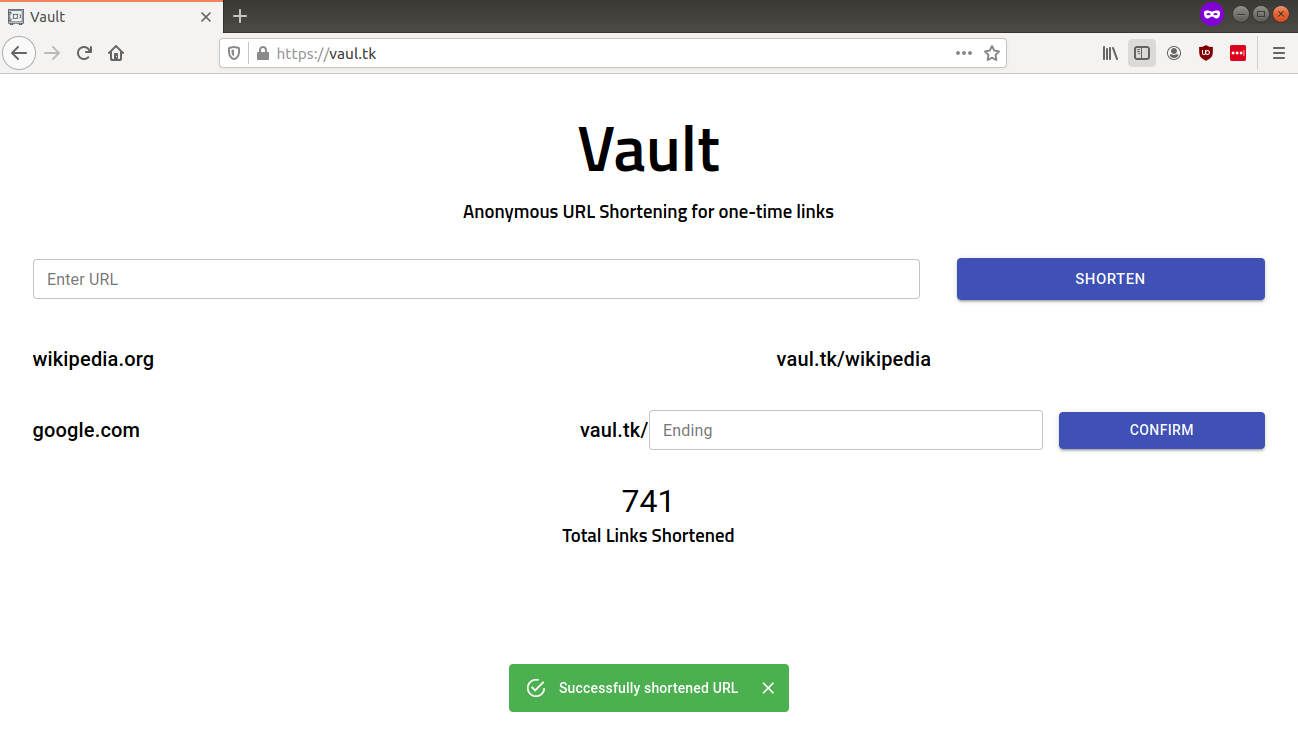 Vault
https://vaul.tk
Vault
Anonymous URL Shortening for one-time links
Enter URL
SHORTEN
wikipedia.org
vaul.tk/wikipedia
google.com
vaul.tk/
Ending
CONFIRM
741
Total Links Shortened
Successfully shortened URL